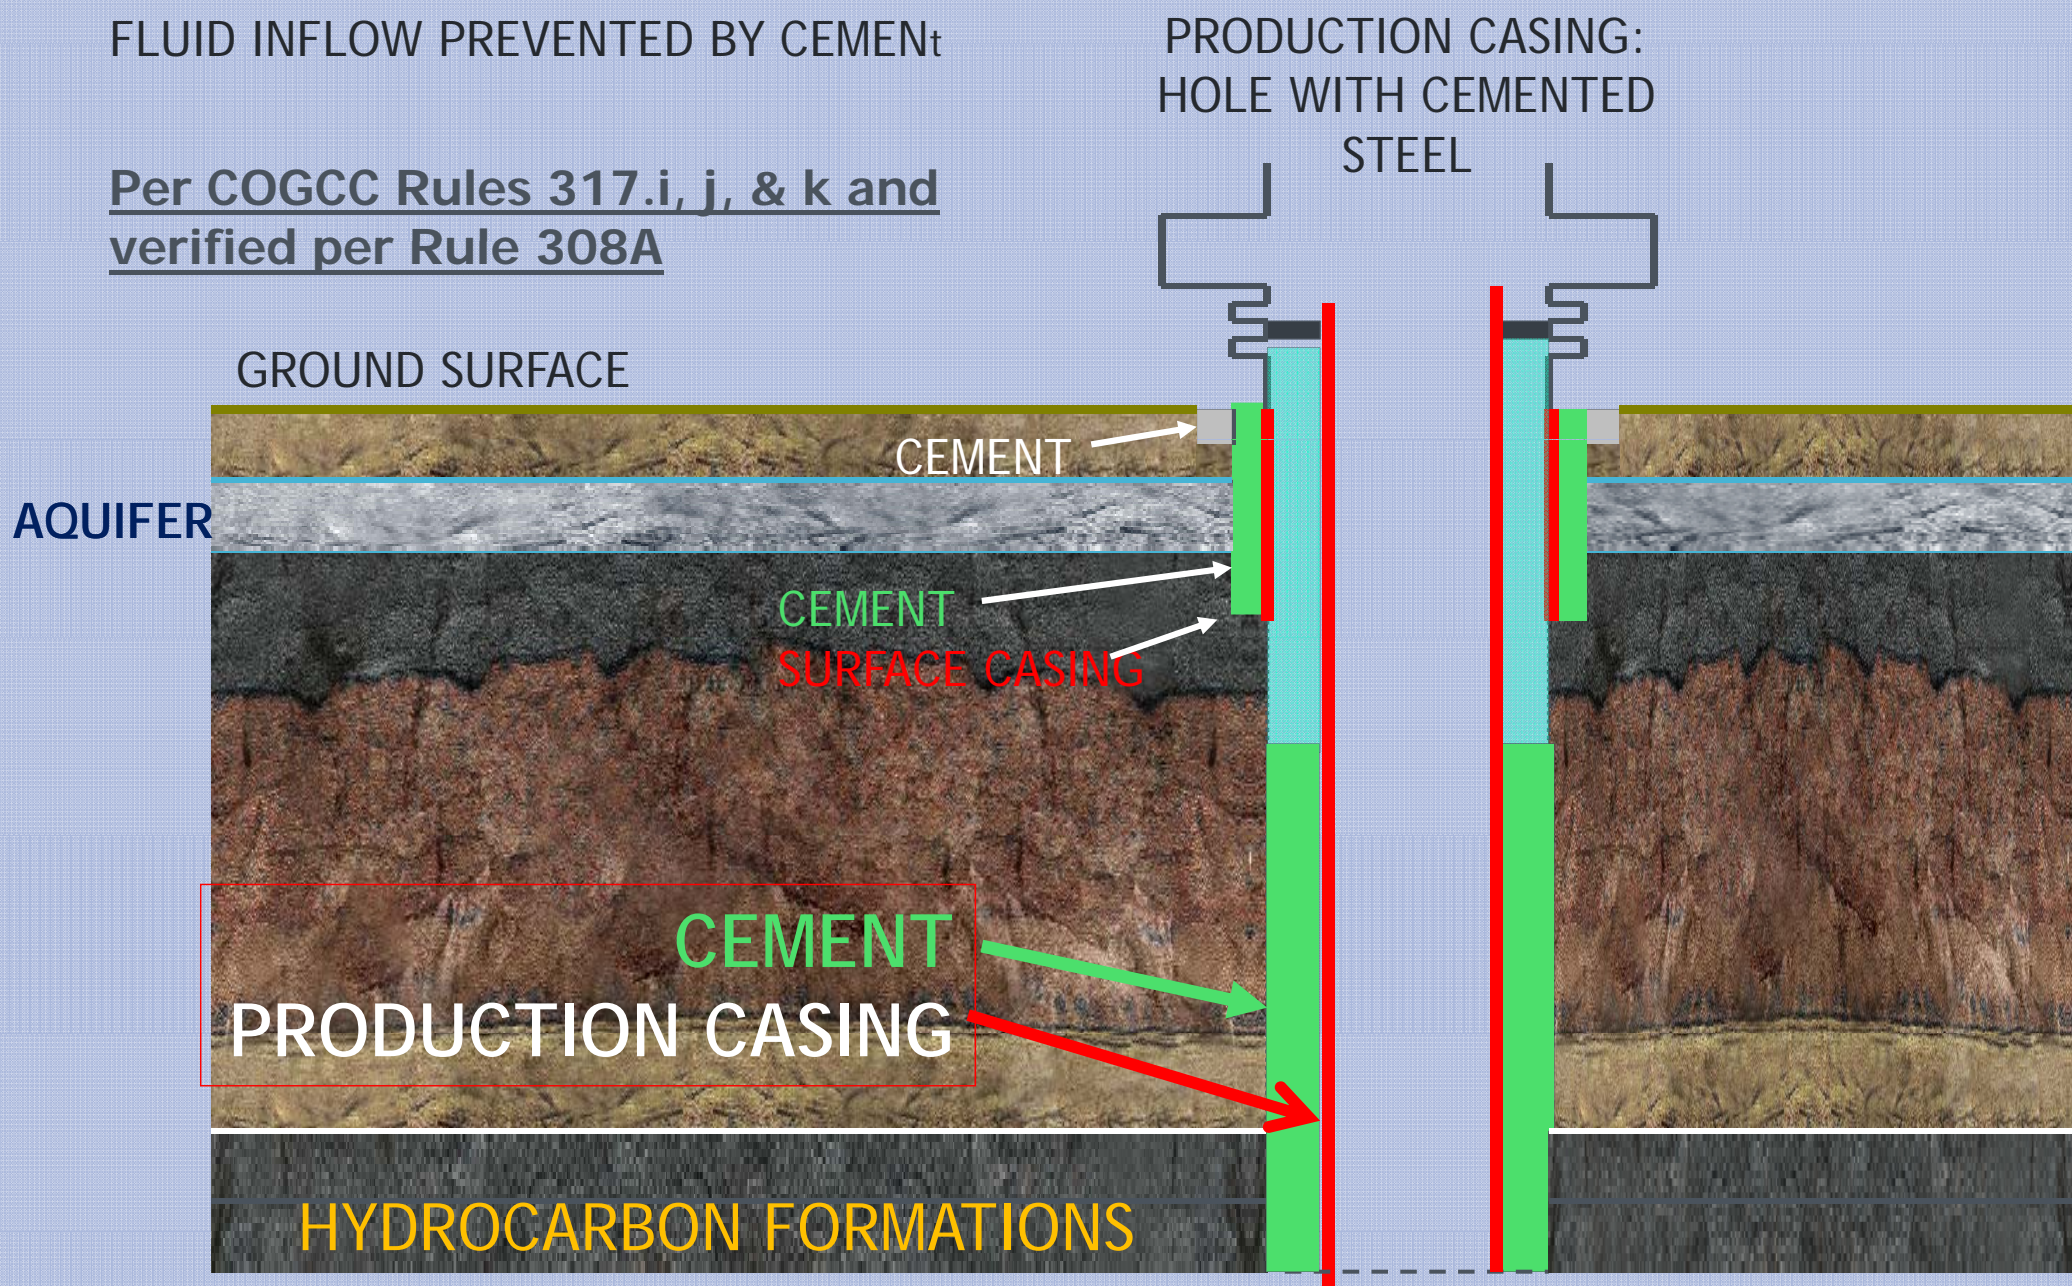 FLUID INFLOW PREVENTED BY CEMENt
PRODUCTION CASING:
HOLE WITH CEMENTED
STEEL
Per COGCC Rules 317.i, j, & k and
verified per Rule 308A
GROUND SURFACE
CEMENT
AQUIFER
CEMENT
SURFACE CASING
CEMENT
PRODUCTION CASING
HYDROCARBON FORMATIONS